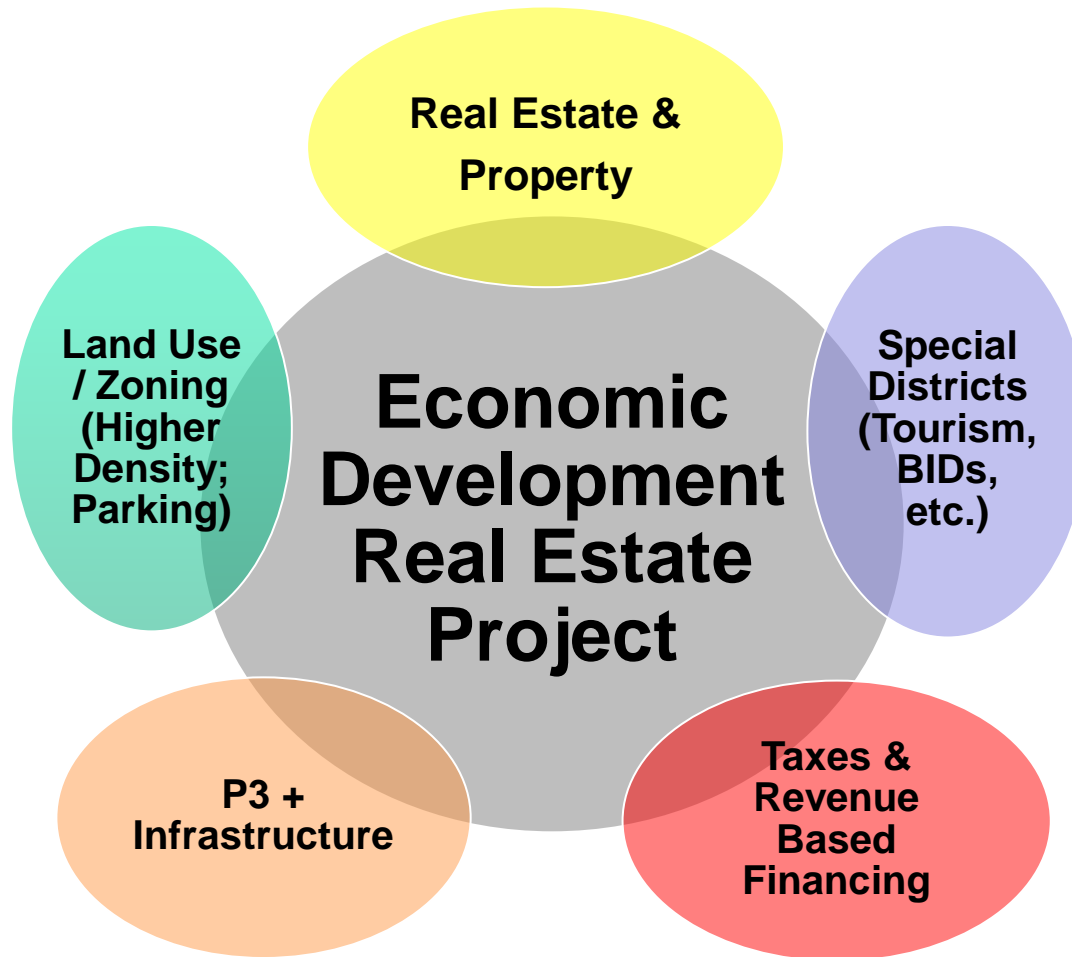 Real Estate &
Property
Land Use
/ Zoning
(Higher
Density;
Parking)
Economic
Development
Real Estate
Project
Special
Districts
(Tourism,
BIDs,
etc.)
P3 +
Infrastructure
Taxes &
Revenue
Based
Financing